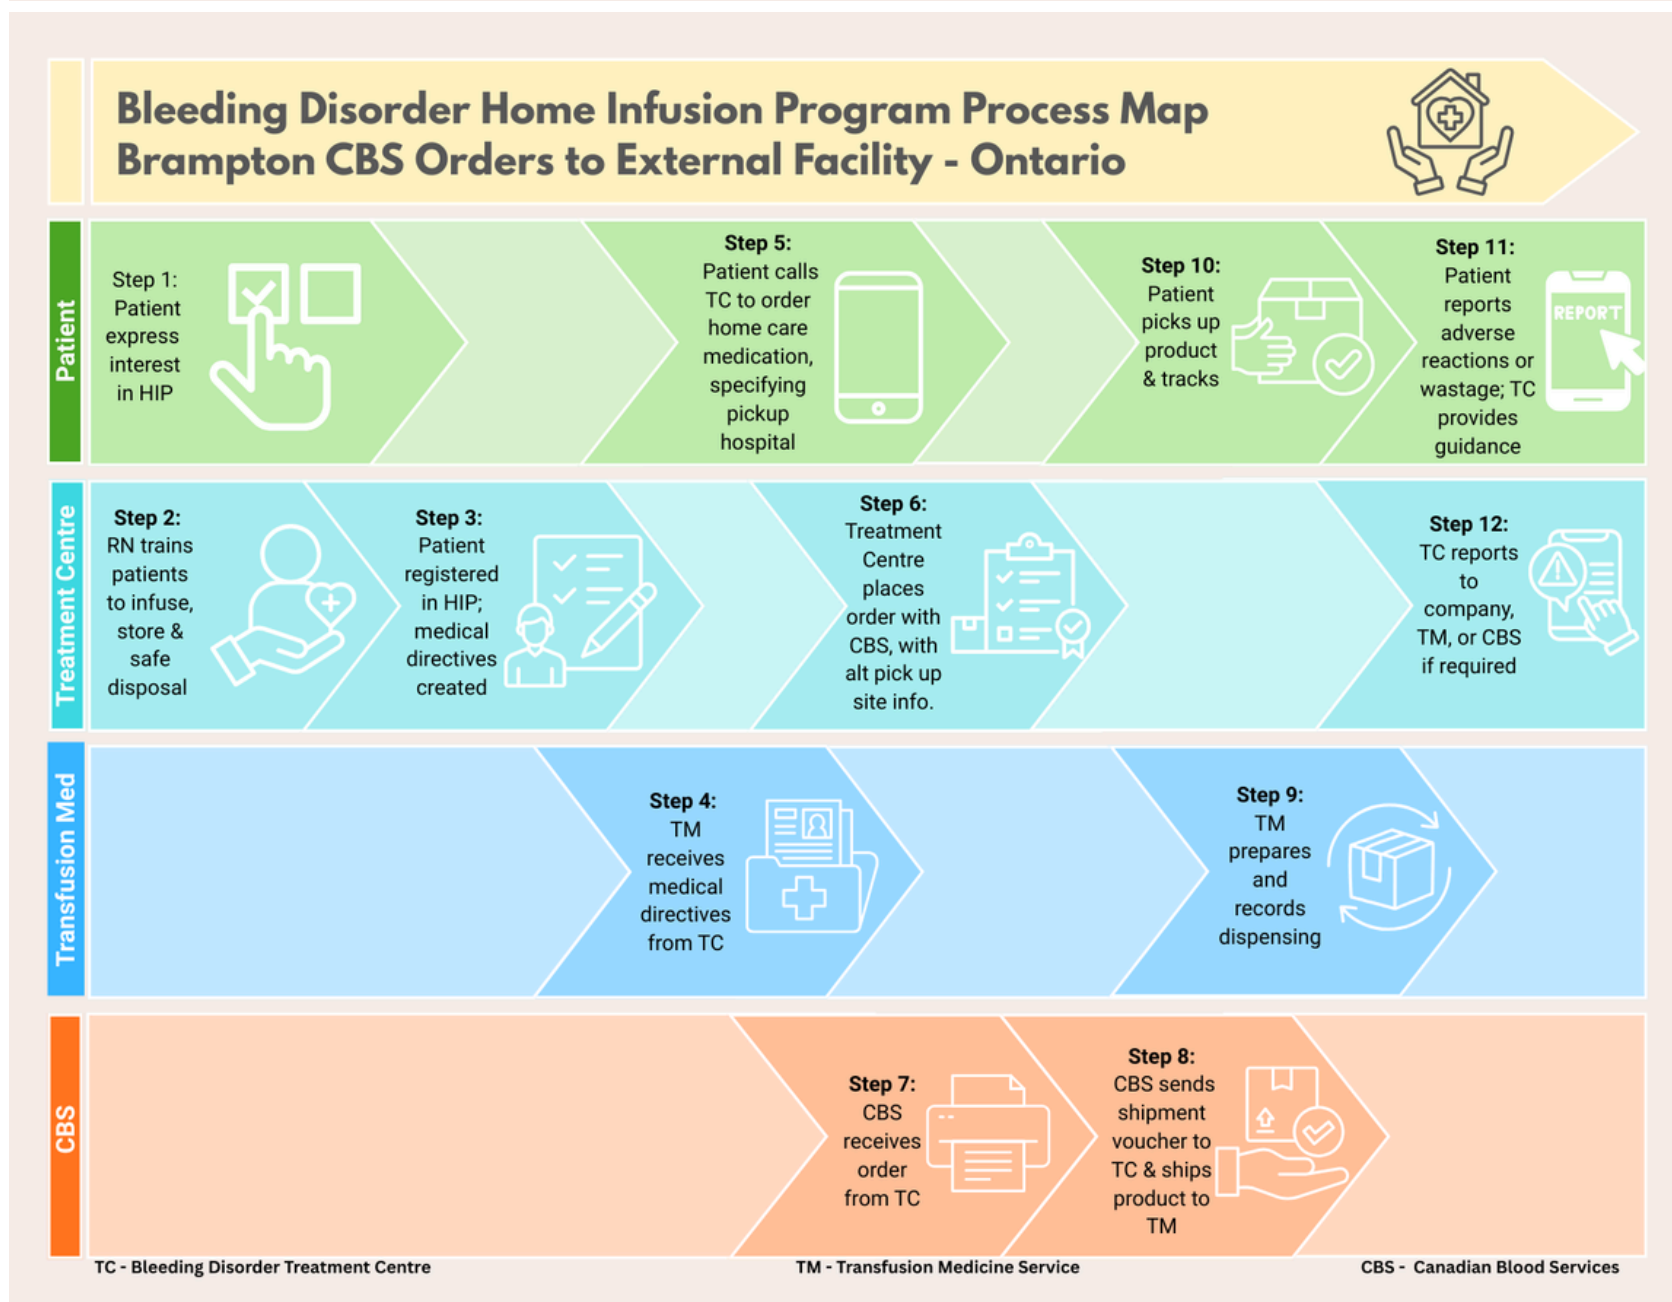 Bleeding Disorder Home Infusion Program Process Map
Brampton CBS Orders to External Facility - Ontario
Patient
Step 1:
Patient
express
interest
in HIP
Step 5:
Patient calls
TC to order
home care
medication,
specifying
pickup
hospital
Step 10:
Patient
picks up
product
& tracks
Step 11:
Patient
reports
adverse
reactions or
wastage; TC
provides
guidance
REPORT
Treatment Centre
Step 2:
RN trains
patients
to infuse,
store &
safe
disposal
Step 3:
Patient
registered
in HIP;
medical
directives
created
Step 6:
Treatment
Centre
places
order with
CBS, with
alt pick up
site info.
Step 12:
TC reports
to
company,
TM, or CBS
if required
Transfusion Med
Step 4:
TM
receives
medical
directives
from TC
Step 9:
TM
prepares
and
records
dispensing
CBS
Step 7:
CBS
receives
order
from TC
Step 8:
CBS sends
shipment
voucher to
TC & ships
product to
TM
TC - Bleeding Disorder Treatment Centre
TM - Transfusion Medicine Service
CBS - Canadian Blood Services